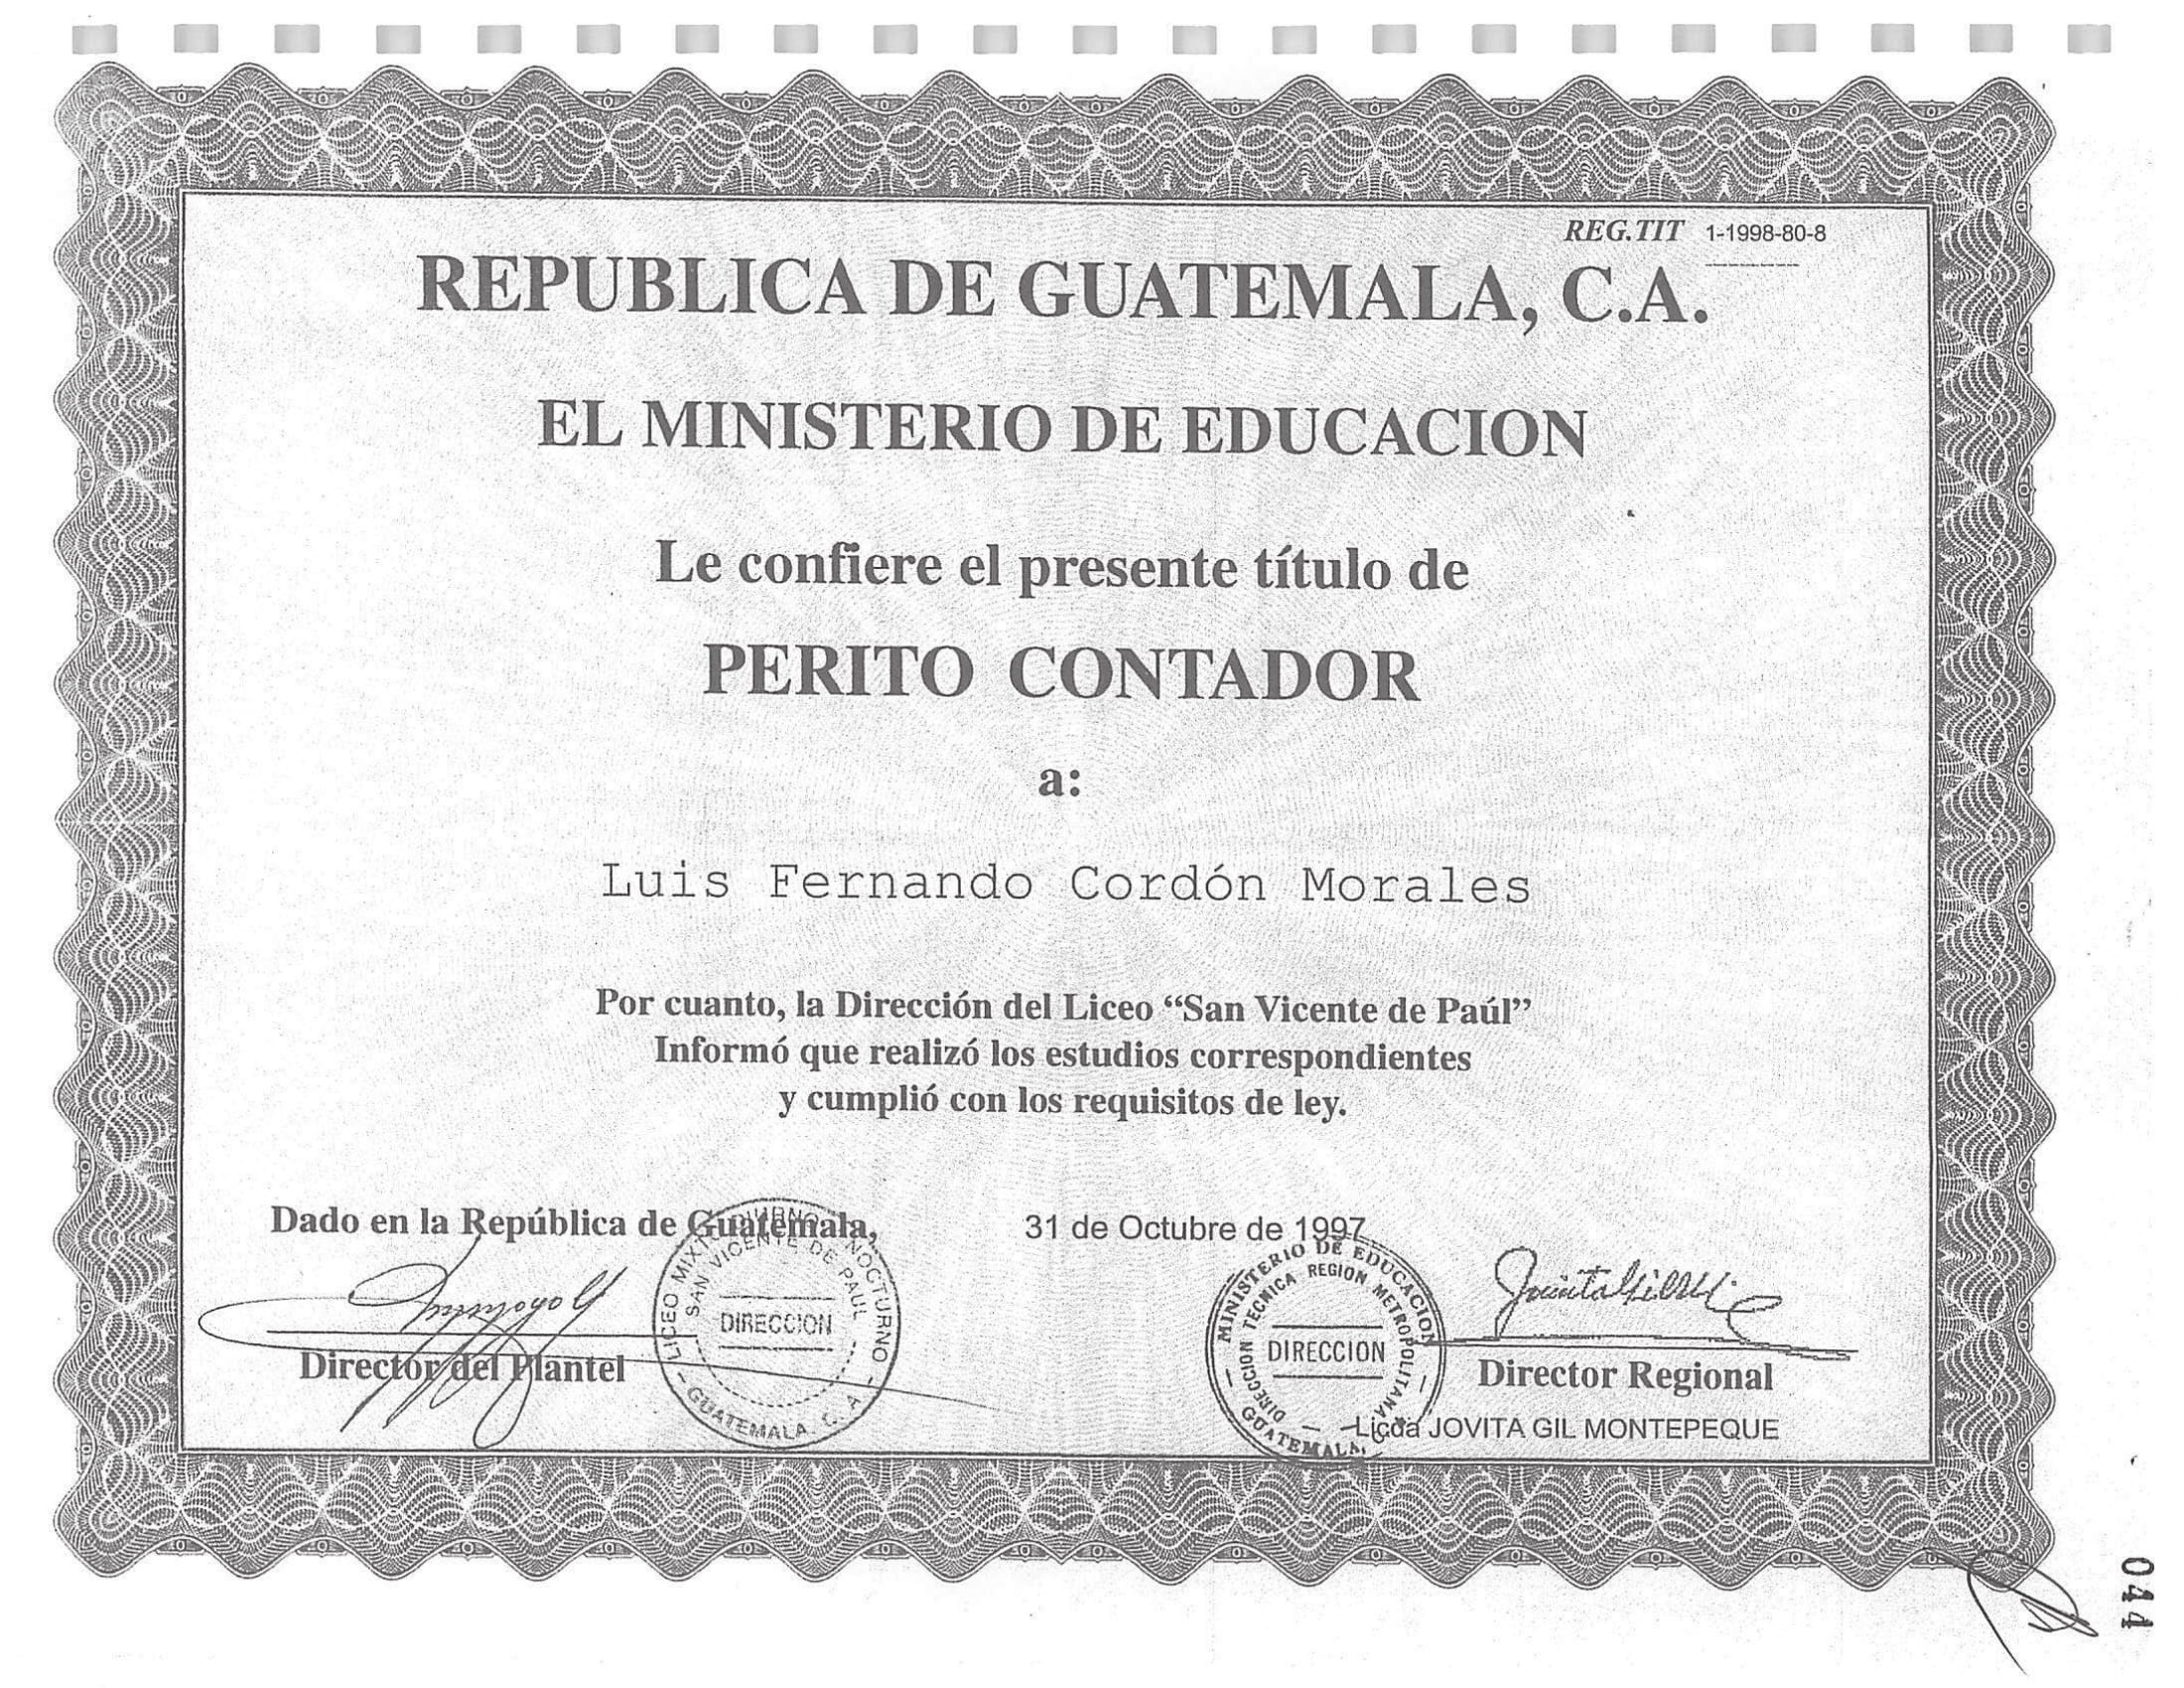 REG.TIT 1-1998-80-8
REPUBLICA DE GUATEMALA, C.A.
EL MINISTERIO DE EDUCACION
Le confiere el presente título de
PERITO CONTADOR
a:
Luis Fernando Cordón Morales
Por cuanto, la Dirección del Liceo “San Vicente de Paúl”
Informó que realizó los estudios correspondientes
y cumplió con los requisitos de ley.
Dado en la República de Guatemala, 31 de Octubre de 1997
LICEO MIXTO DIURNO Y NOCTURNO
SAN VICENTE DE PAUL
DIRECCION
GUATEMALA, C. A.
MINISTERIO DE EDUCACION
DIRECCION TECNICA REGION METROPOLITANA
DIRECCION
GUATEMALA,
Director del Plantel
Director Regional
Licda JOVITA GIL MONTEPEQUE
044